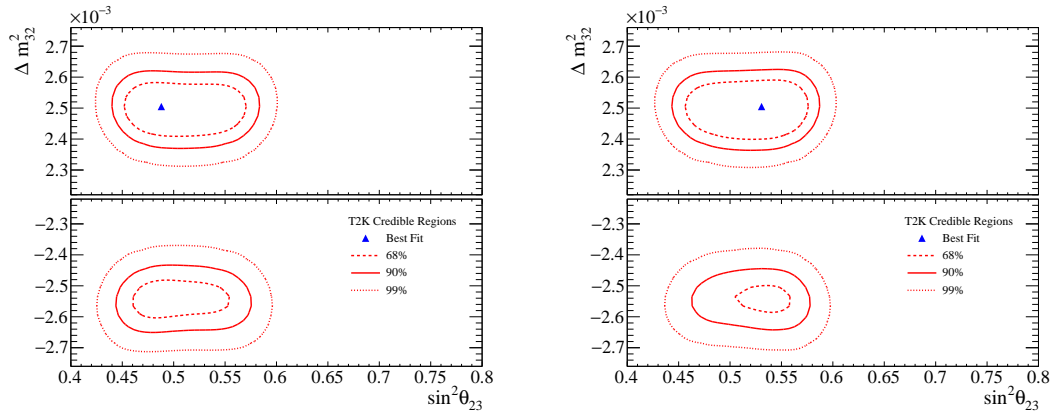 ×10⁻³
Δ m²₃₂
2.7
2.6
2.5
2.4
2.3
−2.3
−2.4
−2.5
−2.6
−2.7
T2K Credible Regions
Best Fit
68%
90%
99%
0.4 0.45 0.5 0.55 0.6 0.65 0.7 0.75 0.8
sin²θ₂₃
×10⁻³
Δ m²₃₂
2.7
2.6
2.5
2.4
2.3
−2.3
−2.4
−2.5
−2.6
−2.7
T2K Credible Regions
Best Fit
68%
90%
99%
0.4 0.45 0.5 0.55 0.6 0.65 0.7 0.75 0.8
sin²θ₂₃